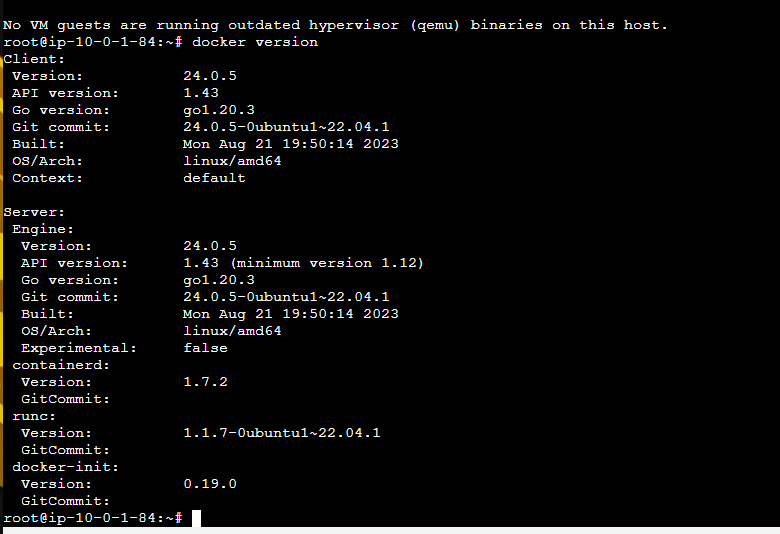 No VM guests are running outdated hypervisor (qemu) binaries on this host.
root@ip-10-0-1-84:~# docker version
Client:
 Version:           24.0.5
 API version:       1.43
 Go version:        go1.20.3
 Git commit:        24.0.5-0ubuntu1~22.04.1
 Built:             Mon Aug 21 19:50:14 2023
 OS/Arch:           linux/amd64
 Context:           default

Server:
 Engine:
  Version:          24.0.5
  API version:      1.43 (minimum version 1.12)
  Go version:       go1.20.3
  Git commit:       24.0.5-0ubuntu1~22.04.1
  Built:            Mon Aug 21 19:50:14 2023
  OS/Arch:          linux/amd64
  Experimental:     false
 containerd:
  Version:          1.7.2
  GitCommit:
 runc:
  Version:          1.1.7-0ubuntu1~22.04.1
  GitCommit:
 docker-init:
  Version:          0.19.0
  GitCommit:
root@ip-10-0-1-84:~#